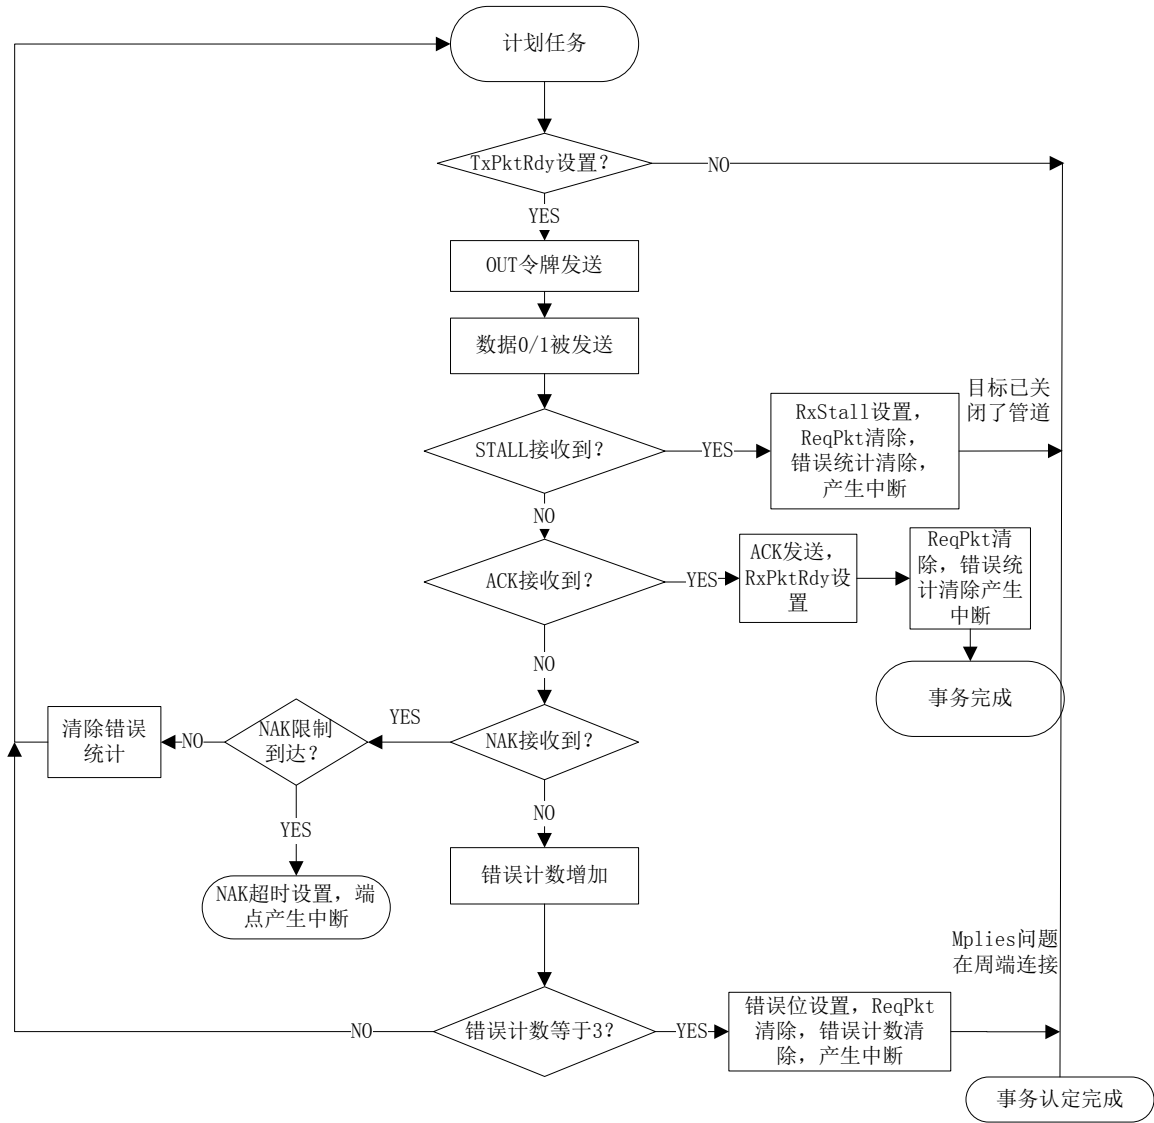 计划任务
TxPktRdy设置?
NO
YES
OUT令牌发送
数据0/1被发送
目标已关
闭了管道
STALL接收到?
YES
RxStall设置，
ReqPkt清除，
错误统计清除，
产生中断
NO
ACK接收到?
YES
ACK发送，
RxPktRdy设
置
ReqPkt清
除，错误统
计清除产生
中断
NO
事务完成
清除错误
统计
NO
NAK限制
到达?
YES
NAK接收到?
YES
NO
NAK超时设置，端
点产生中断
错误计数增加
Mplies问题
在周端连接
NO
错误计数等于3?
YES
错误位设置，ReqPkt
清除，错误计数清
除，产生中断
事务认定完成